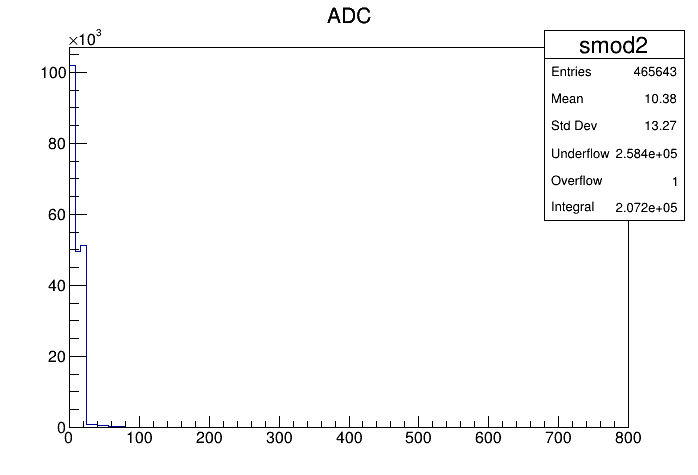 ADC
×10³
smod2
Entries 465643
Mean 10.38
Std Dev 13.27
Underflow 2.584e+05
Overflow 1
Integral 2.072e+05
100
80
60
40
20
0
0 100 200 300 400 500 600 700 800